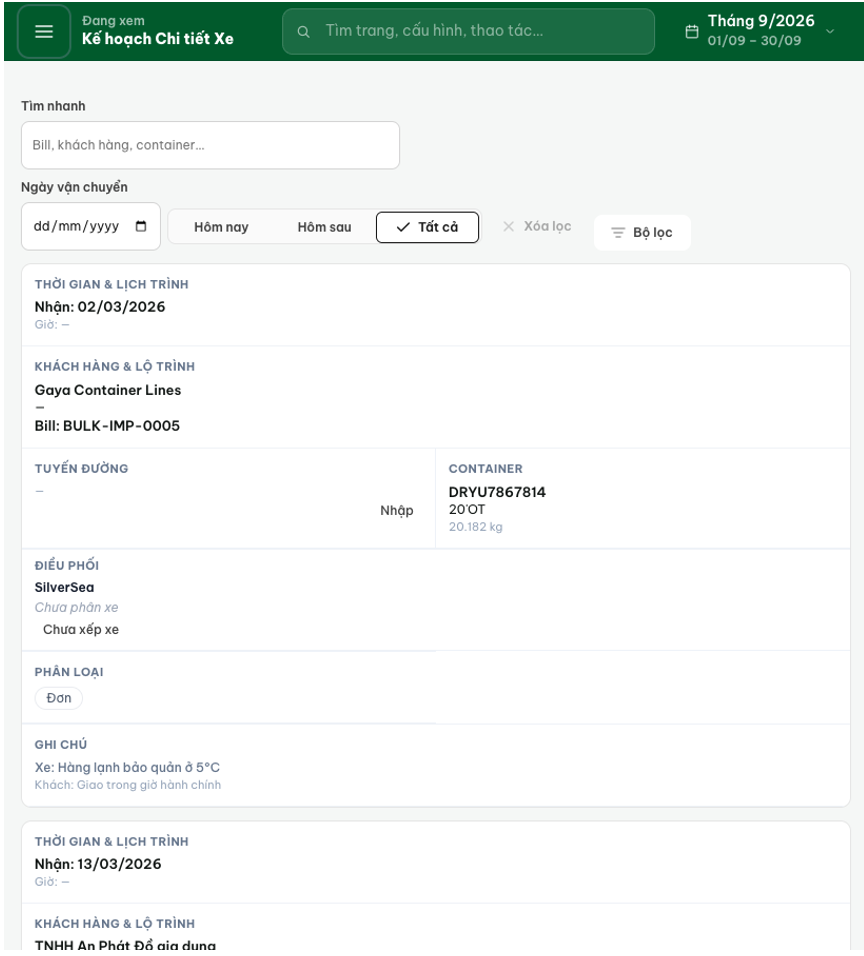 Đang xem
Kế hoạch Chi tiết Xe
Tìm trang, cấu hình, thao tác...
Tháng 9/2026
01/09 – 30/09
Tìm nhanh
Bill, khách hàng, container...
Ngày vận chuyển
dd/mm/yyyy
Hôm nay
Hôm sau
Tất cả
Xóa lọc
Bộ lọc
THỜI GIAN & LỊCH TRÌNH
Nhận: 02/03/2026
Giờ: —
KHÁCH HÀNG & LỘ TRÌNH
Gaya Container Lines
—
Bill: BULK-IMP-0005
TUYẾN ĐƯỜNG
—
Nhập
CONTAINER
DRYU7867814
20'OT
20.182 kg
ĐIỀU PHỐI
SilverSea
Chưa phân xe
Chưa xếp xe
PHÂN LOẠI
Đơn
GHI CHÚ
Xe: Hàng lạnh bảo quản ở 5°C
Khách: Giao trong giờ hành chính
THỜI GIAN & LỊCH TRÌNH
Nhận: 13/03/2026
Giờ: —
KHÁCH HÀNG & LỘ TRÌNH
TNHH An Phát Đồ gia dụng